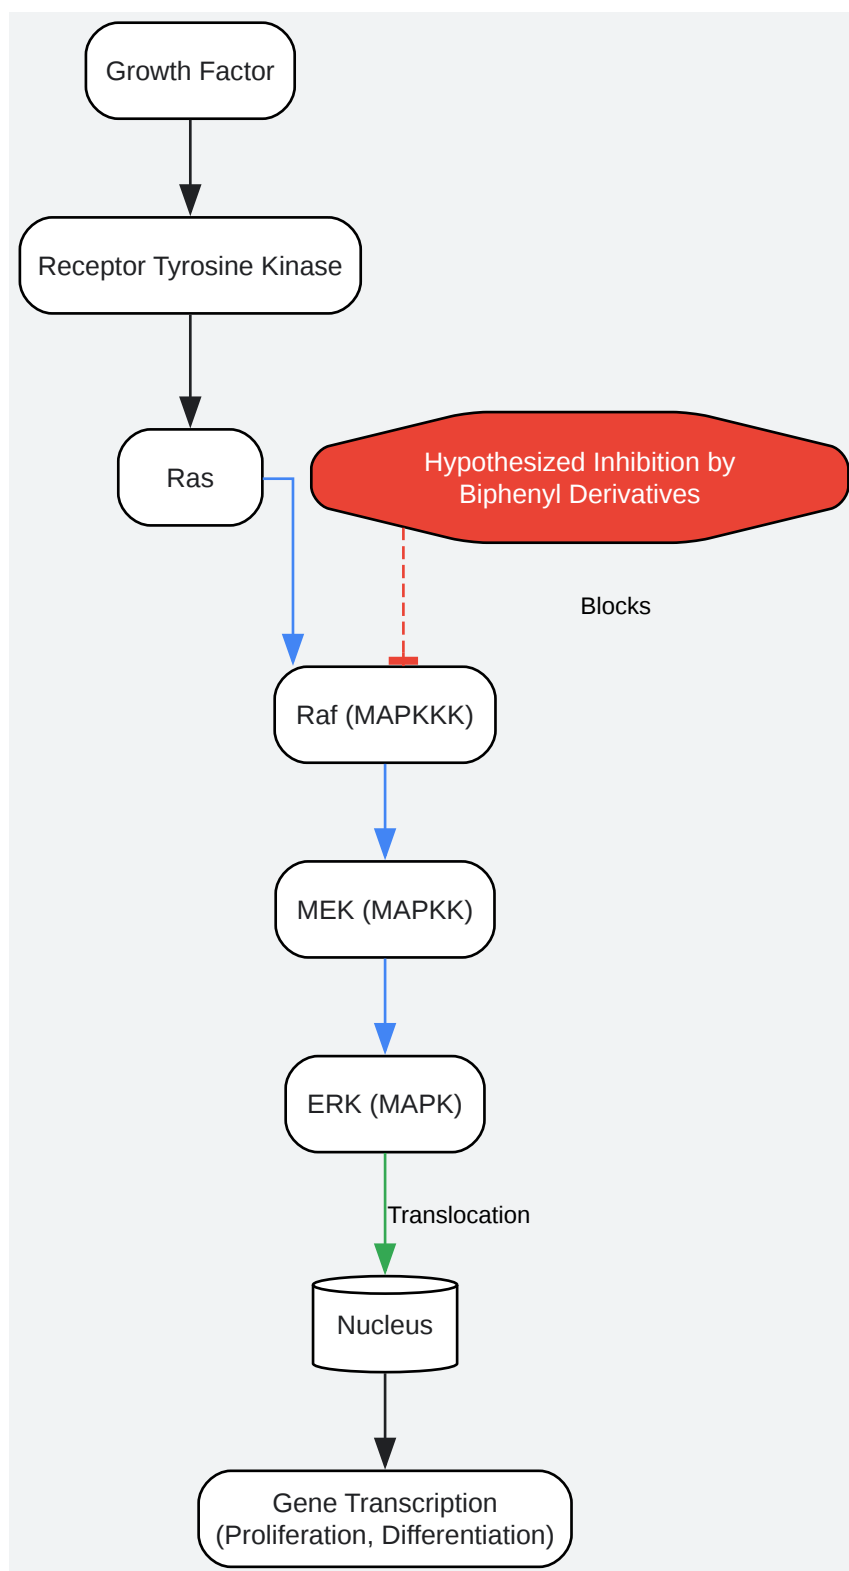 Growth Factor
Receptor Tyrosine Kinase
Ras
Hypothesized Inhibition by
Biphenyl Derivatives
Blocks
Raf (MAPKKK)
MEK (MAPKK)
ERK (MAPK)
Translocation
Nucleus
Gene Transcription
(Proliferation, Differentiation)